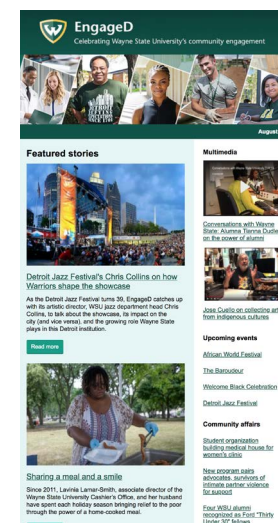 EngageD
Celebrating Wayne State University's community engagement
August
Featured stories
Detroit Jazz Festival's Chris Collins on how
Warriors shape the showcase
As the Detroit Jazz Festival turns 39, EngageD catches up
with its artistic director, WSU jazz department head Chris
Collins, to talk about the showcase, its impact on the
city (and vice versa), and the growing role Wayne State
plays in this Detroit institution.
Read more
Sharing a meal and a smile
Since 2011, Lavinia Smith, associate director of the
Wayne State University Cashier's Office, and her husband
have spent each holiday season bringing relief to the poor
through the power of a home-cooked meal.
Multimedia
Conversations with Wayne
State: Alumna Tianna Dudle
on the power of alumni
Jose Cuello on collecting art
from indigenous cultures
Upcoming events
African World Festival
The Baroudeur
Welcome Black Celebration
Detroit Jazz Festival
Community affairs
Student organization
building medical house for
women's clinic
New program pairs
advocates, survivors of
intimate partner violence
for support
Four WSU alumni
recognized as Ford "Thirty
Under 30" fellows